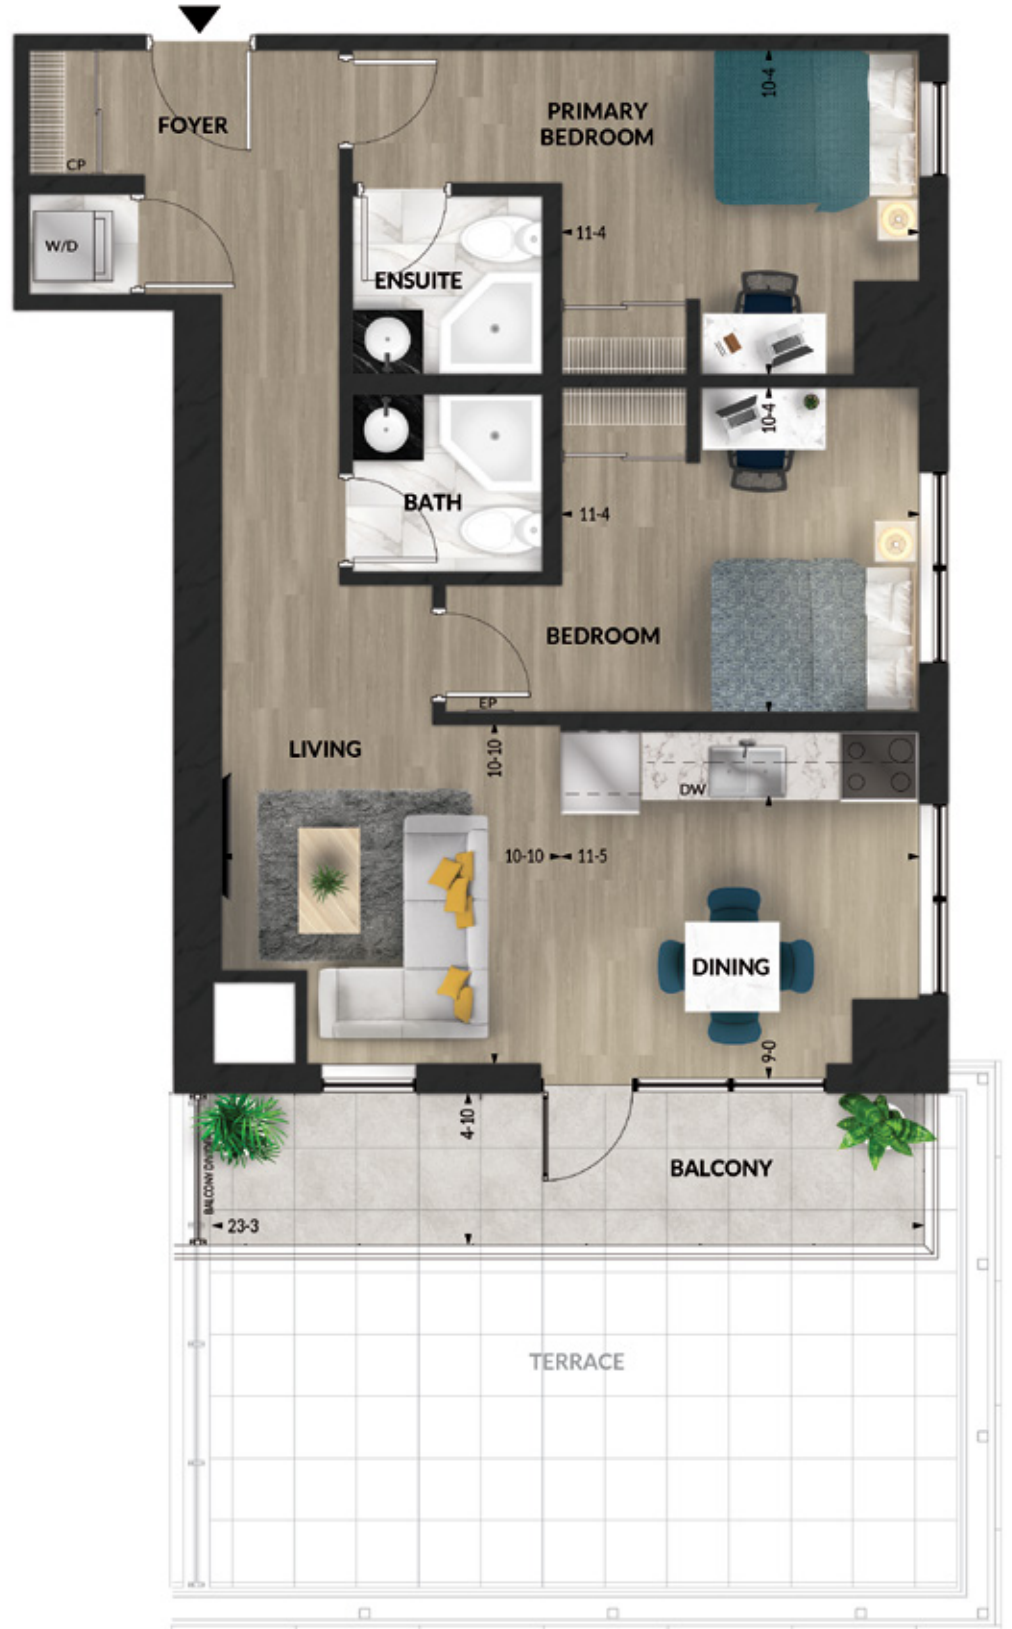 10-4
PRIMARY
BEDROOM
FOYER
CP
11-4
W/D
ENSUITE
10-4
BATH
11-4
BEDROOM
EP
LIVING
10-10
DW
10-10
11-5
DINING
9-0
4-10
BALCONY
BALCONY DIV
23-3
TERRACE